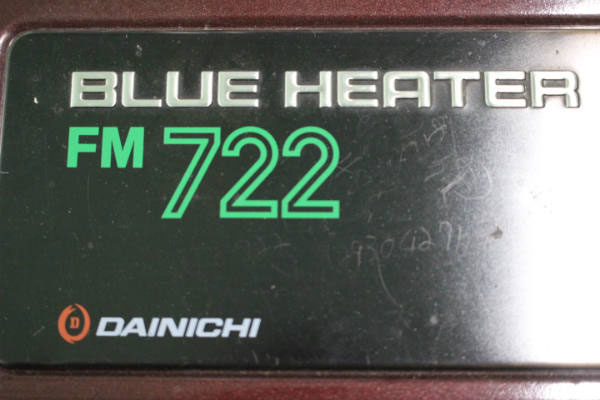 BLUE HEATER
FM 722
D DAINICHI